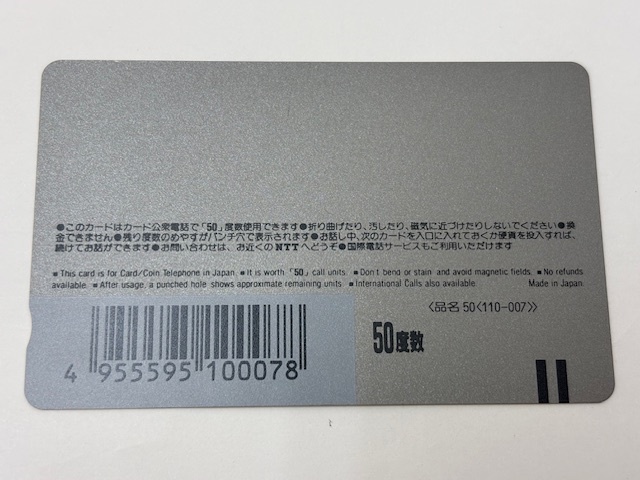 ●このカードはカード公衆電話で「50」度数使用できます●折り曲げたり、汚したり、磁気に近づけたりしないでください●換
金できません●残り度数のめやすがパンチ穴で表示されます●お話し中、次のカードを入口に入れておくか硬貨を投入すれば、
続けてお話ができます●お問い合わせは、お近くのNTTへどうぞ●国際電話サービスもご利用いただけます
■This card is for Card/Coin Telephone in Japan. ■It is worth「50」call units. ■Don't bend or stain and avoid magnetic fields. ■No refunds
available. ■After usage, a punched hole shows approximate remaining units. ■International Calls also available. Made in Japan.
〈品名 50〈110-007〉〉
50度数
4 955595 100078